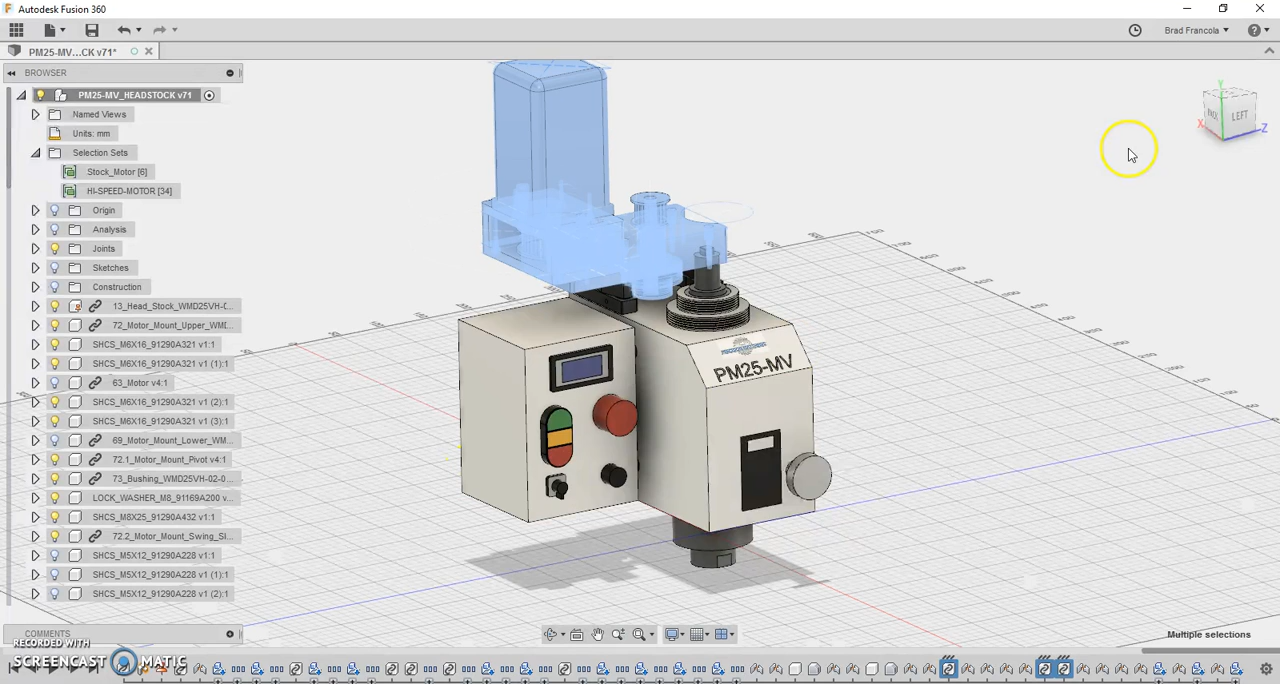 Autodesk Fusion 360
Brad Francola
PM25-MV...CK v71*
BROWSER
PM25-MV_HEADSTOCK v71
Named Views
Units: mm
Selection Sets
Stock_Motor [6]
HI-SPEED-MOTOR [34]
Origin
Analysis
Joints
Sketches
Construction
13_Head_Stock_WMD25VH-0...
72_Motor_Mount_Upper_WMD...
SHCS_M6X16_91290A321 v1:1
SHCS_M6X16_91290A321 v1 (1):1
63_Motor v4:1
SHCS_M6X16_91290A321 v1 (2):1
SHCS_M6X16_91290A321 v1 (3):1
69_Motor_Mount_Lower_WM...
72.1_Motor_Mount_Pivot v4:1
73_Bushing_WMD25VH-02-0...
LOCK_WASHER_M8_91169A200 v...
SHCS_M8X25_91290A432 v1:1
72.2_Motor_Mount_Swing_Sl...
SHCS_M5X12_91290A228 v1:1
SHCS_M5X12_91290A228 v1 (1):1
SHCS_M5X12_91290A228 v1 (2):1
COMMENTS
RECORDED WITH
SCREENCAST MATIC
PM25-MV
Y
X
Z
LEFT
Multiple selections